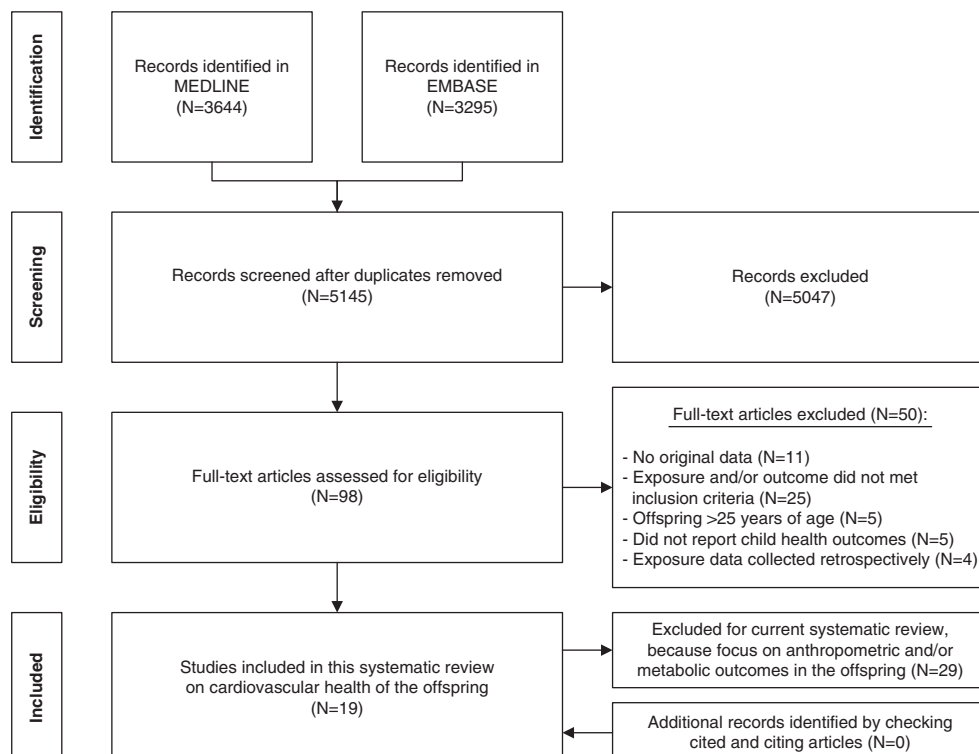 Identification
Records identified in
MEDLINE
(N=3644)
Records identified in
EMBASE
(N=3295)
Screening
Records screened after duplicates removed
(N=5145)
Records excluded
(N=5047)
Eligibility
Full-text articles assessed for eligibility
(N=98)
Full-text articles excluded (N=50):
- No original data (N=11)
- Exposure and/or outcome did not met
inclusion criteria (N=25)
- Offspring >25 years of age (N=5)
- Did not report child health outcomes (N=5)
- Exposure data collected retrospectively (N=4)
Included
Studies included in this systematic review
on cardiovascular health of the offspring
(N=19)
Excluded for current systematic review,
because focus on anthropometric and/or
metabolic outcomes in the offspring (N=29)
Additional records identified by checking
cited and citing articles (N=0)